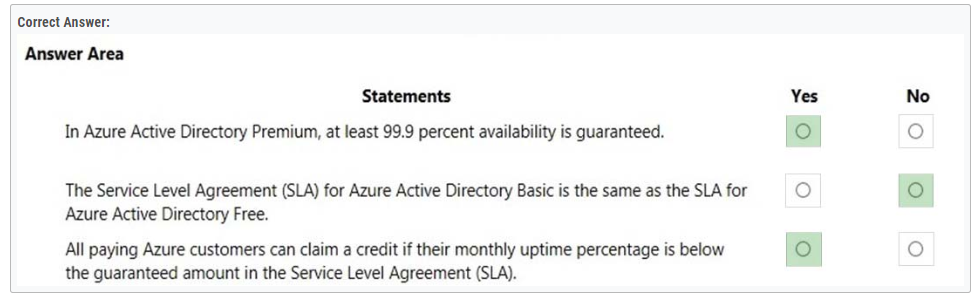 Correct Answer:
Answer Area
Statements Yes No
In Azure Active Directory Premium, at least 99.9 percent availability is guaranteed.
The Service Level Agreement (SLA) for Azure Active Directory Basic is the same as the SLA for
Azure Active Directory Free.
All paying Azure customers can claim a credit if their monthly uptime percentage is below
the guaranteed amount in the Service Level Agreement (SLA).